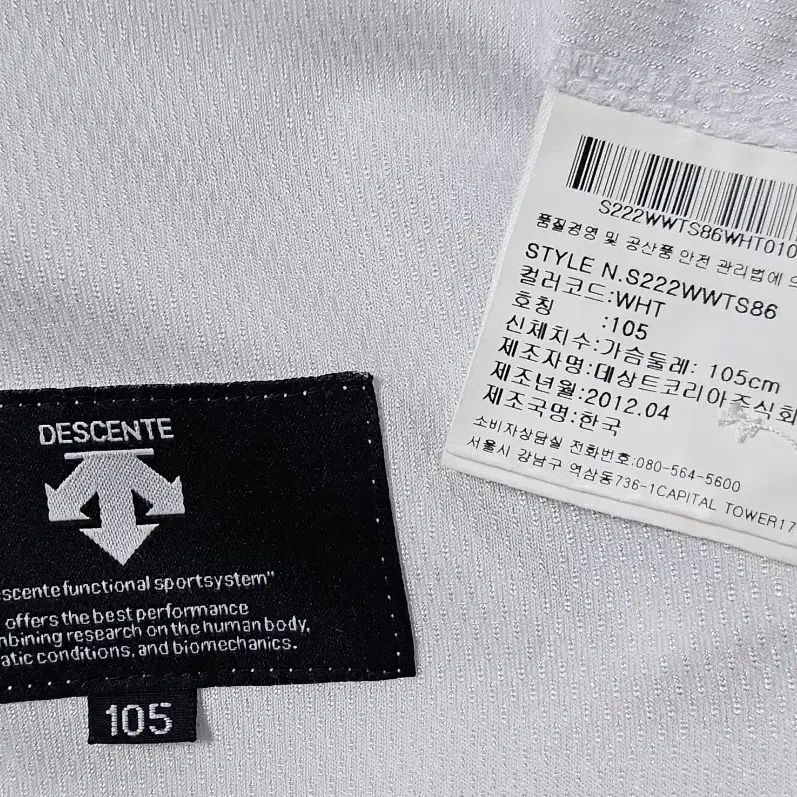 DESCENTE
scente functional sportsystem"
offers the best performance
nbining research on the human body,
atic conditions, and biomechanics.
105
S222WWTS86WHT010
품질경영 및 공산품 안전 관리법에 의
STYLE N.S222WWTS86
컬러코드:WHT
호칭 :105
신체치수:가슴둘레: 105cm
제조자명:데상트코리아주식회
제조년월:2012.04
제조국명:한국
소비자상담실 전화번호:080-564-5600
서울시 강남구 역삼동736-1CAPITAL TOWER17